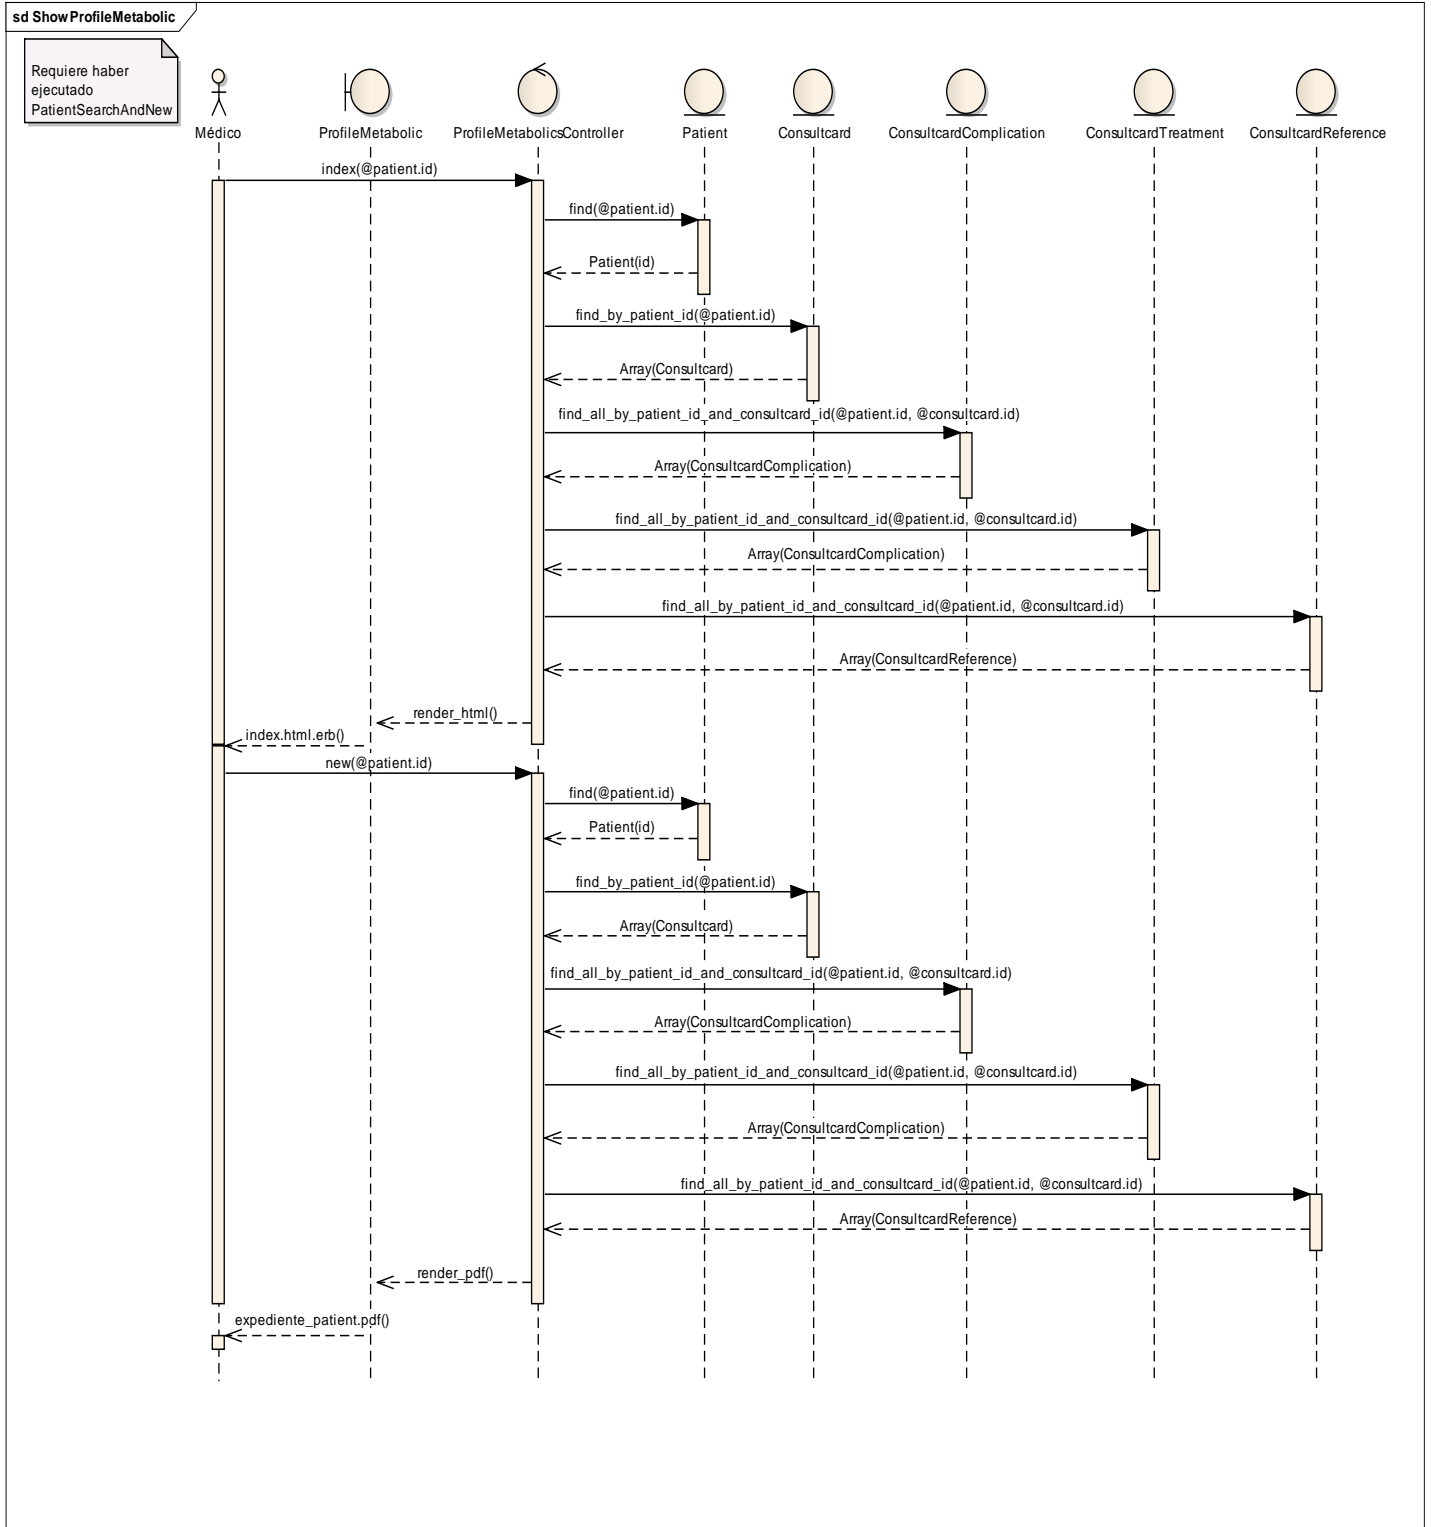 sd ShowProfileMetabolic
Requiere haber
ejecutado
PatientSearchAndNew
Médico
ProfileMetabolic
ProfileMetabolicsController
Patient
Consultcard
ConsultcardComplication
ConsultcardTreatment
ConsultcardReference
index(@patient.id)
find(@patient.id)
Patient(id)
find_by_patient_id(@patient.id)
Array(Consultcard)
find_all_by_patient_id_and_consultcard_id(@patient.id, @consultcard.id)
Array(ConsultcardComplication)
find_all_by_patient_id_and_consultcard_id(@patient.id, @consultcard.id)
Array(ConsultcardComplication)
find_all_by_patient_id_and_consultcard_id(@patient.id, @consultcard.id)
Array(ConsultcardReference)
render_html()
index.html.erb()
new(@patient.id)
find(@patient.id)
Patient(id)
find_by_patient_id(@patient.id)
Array(Consultcard)
find_all_by_patient_id_and_consultcard_id(@patient.id, @consultcard.id)
Array(ConsultcardComplication)
find_all_by_patient_id_and_consultcard_id(@patient.id, @consultcard.id)
Array(ConsultcardComplication)
find_all_by_patient_id_and_consultcard_id(@patient.id, @consultcard.id)
Array(ConsultcardReference)
render_pdf()
expediente_patient.pdf()